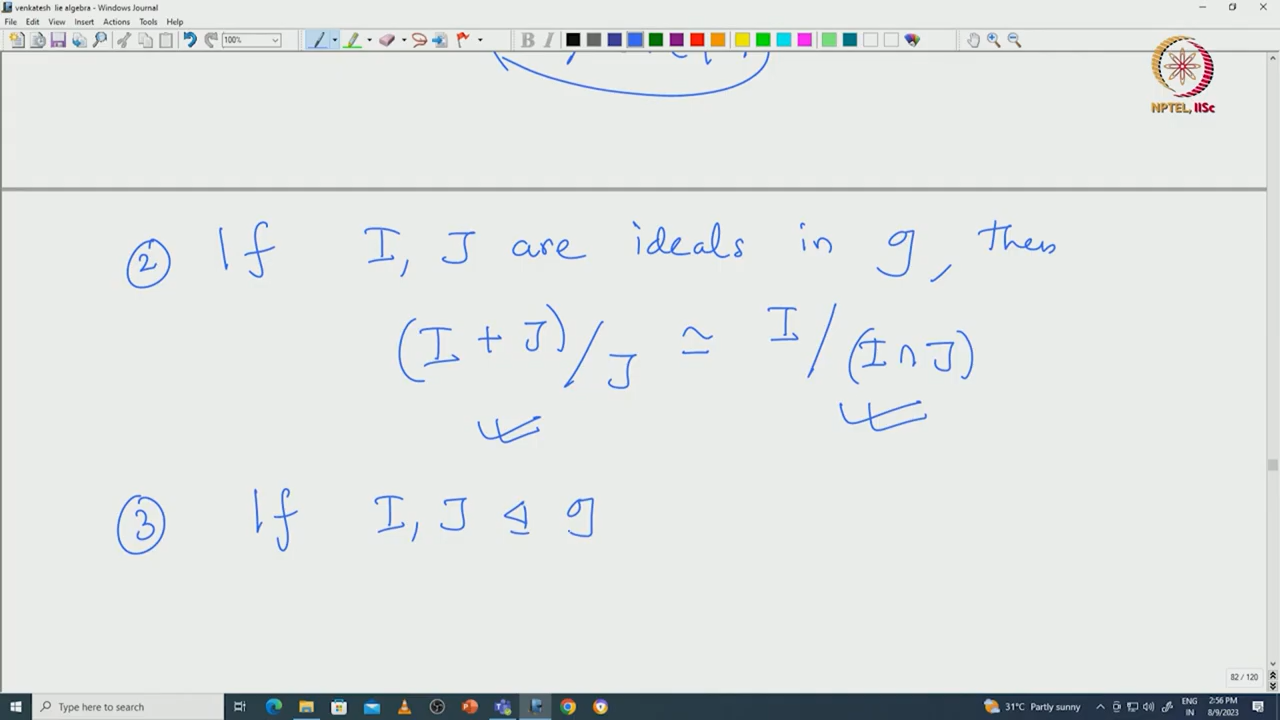 venkatesh lie algebra - Windows Journal
File Edit View Insert Actions Tools Help
100%
NPTEL, IISc
② If I, J are ideals in g, then
(I + J)/J ≃ I/(I ∩ J)
③ If I, J ⊴ g
82 / 120
Type here to search
31°C Partly sunny
ENG
IN
2:56 PM
8/9/2023